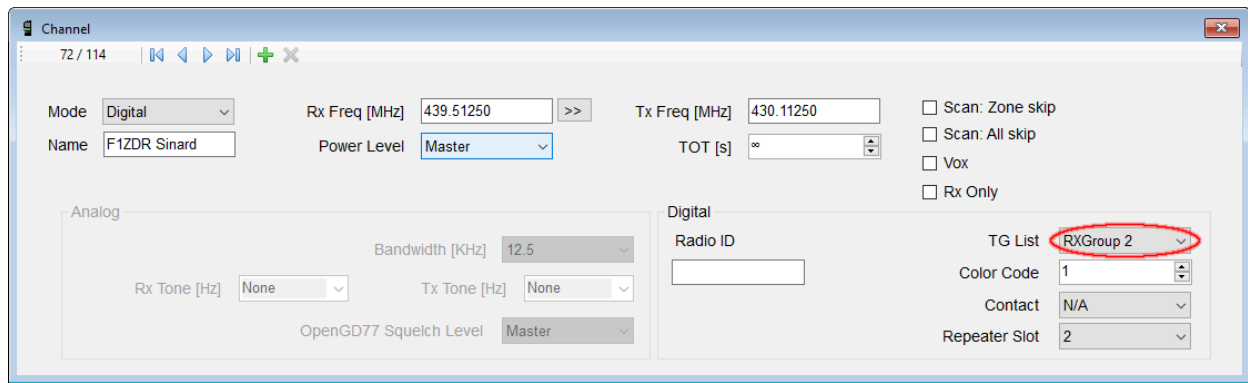 Channel
72 / 114
Mode Digital Rx Freq [MHz] 439.51250 >> Tx Freq [MHz] 430.11250 Scan: Zone skip
Name F1ZDR Sinard Power Level Master TOT [s] ∞ Scan: All skip
Vox
Rx Only
Analog
Bandwidth [KHz] 12.5
Rx Tone [Hz] None Tx Tone [Hz] None
OpenGD77 Squelch Level Master
Digital
Radio ID TG List RXGroup 2
Color Code 1
Contact N/A
Repeater Slot 2